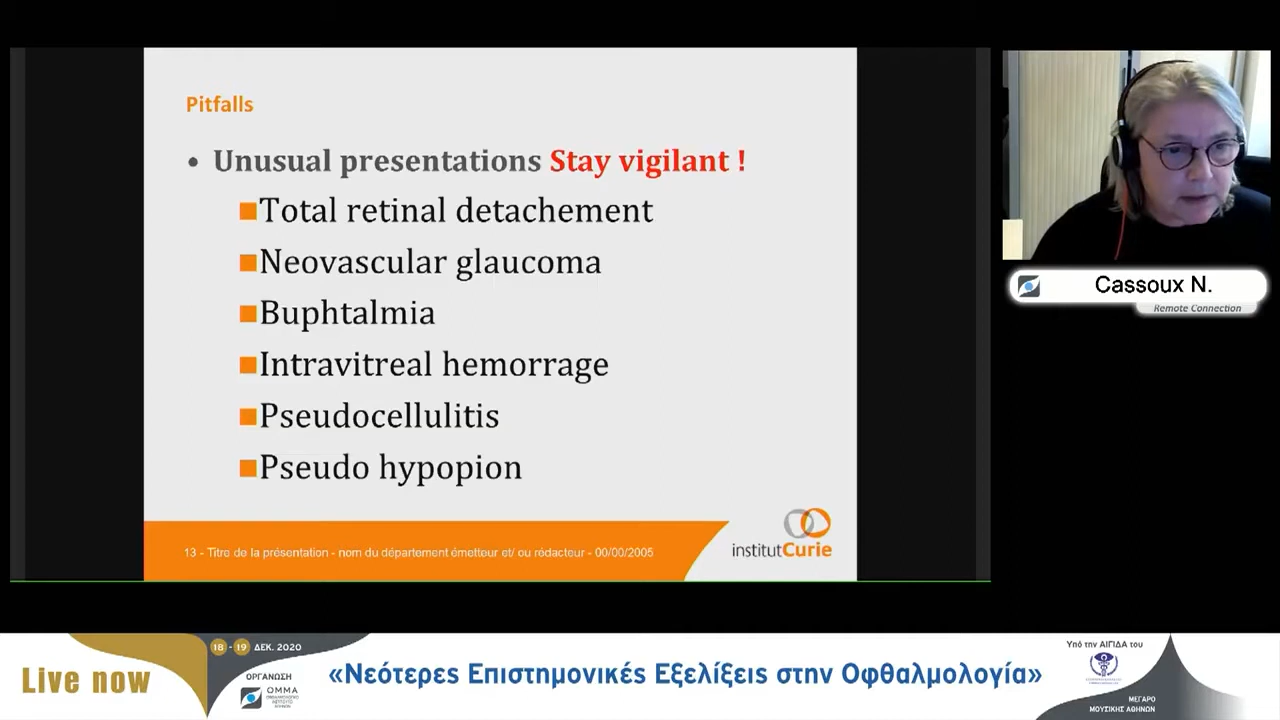 Pitfalls
• Unusual presentations Stay vigilant !
Total retinal detachement
Neovascular glaucoma
Buphtalmia
Intravitreal hemorrage
Pseudocellulitis
Pseudo hypopion
13 - Titre de la présentation - nom du département émetteur et/ ou rédacteur - 00/00/2005
institutCurie
Cassoux N.
Remote Connection
Live now
18 - 19 ΔΕΚ. 2020
ΟΡΓΑΝΩΣΗ
ΟΜΜΑ
«Νεότερες Επιστημονικές Εξελίξεις στην Οφθαλμολογία»
Υπό την ΑΙΓΙΔΑ του
ΜΕΓΑΡΟ
ΜΟΥΣΙΚΗΣ ΑΘΗΝΩΝ